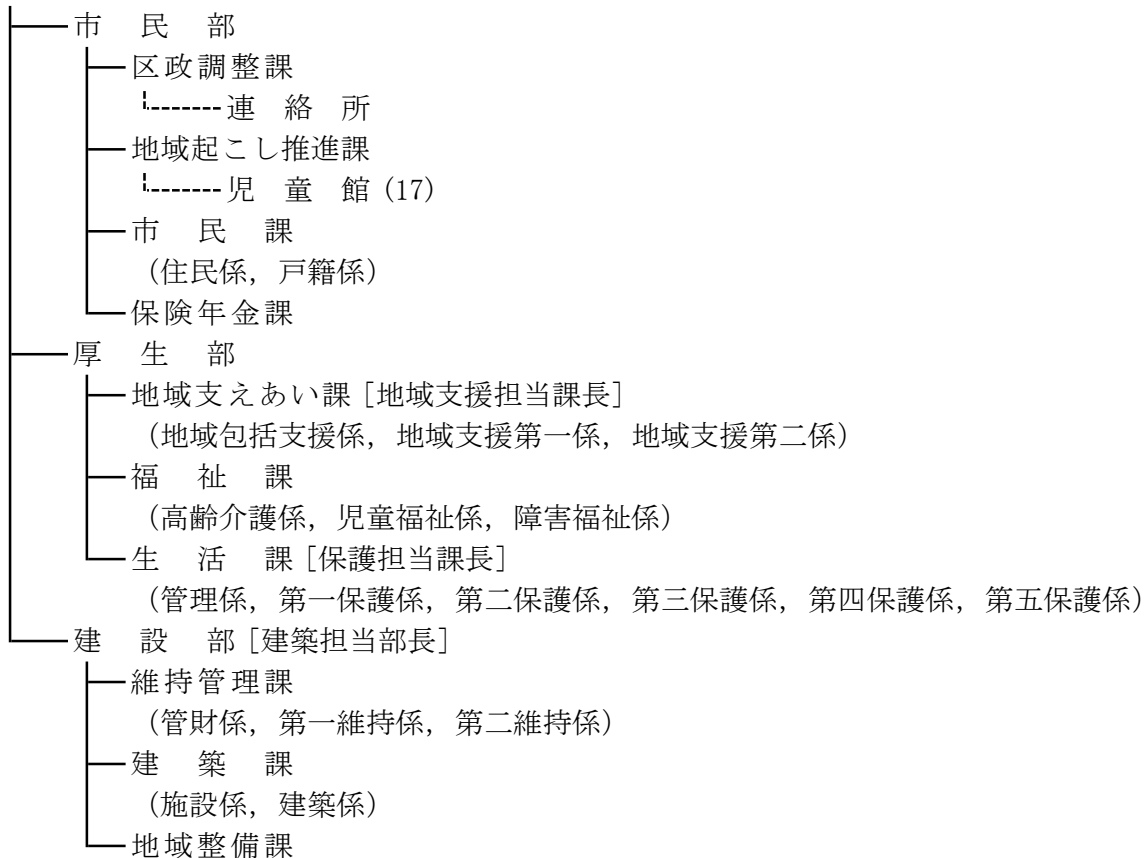 市民部
区政調整課
連絡所
地域起こし推進課
児童館(17)
市民課
(住民係，戸籍係)
保険年金課
厚生部
地域支えあい課[地域支援担当課長]
(地域包括支援係，地域支援第一係，地域支援第二係)
福祉課
(高齢介護係，児童福祉係，障害福祉係)
生活課[保護担当課長]
(管理係，第一保護係，第二保護係，第三保護係，第四保護係，第五保護係)
建設部[建築担当部長]
維持管理課
(管財係，第一維持係，第二維持係)
建築課
(施設係，建築係)
地域整備課